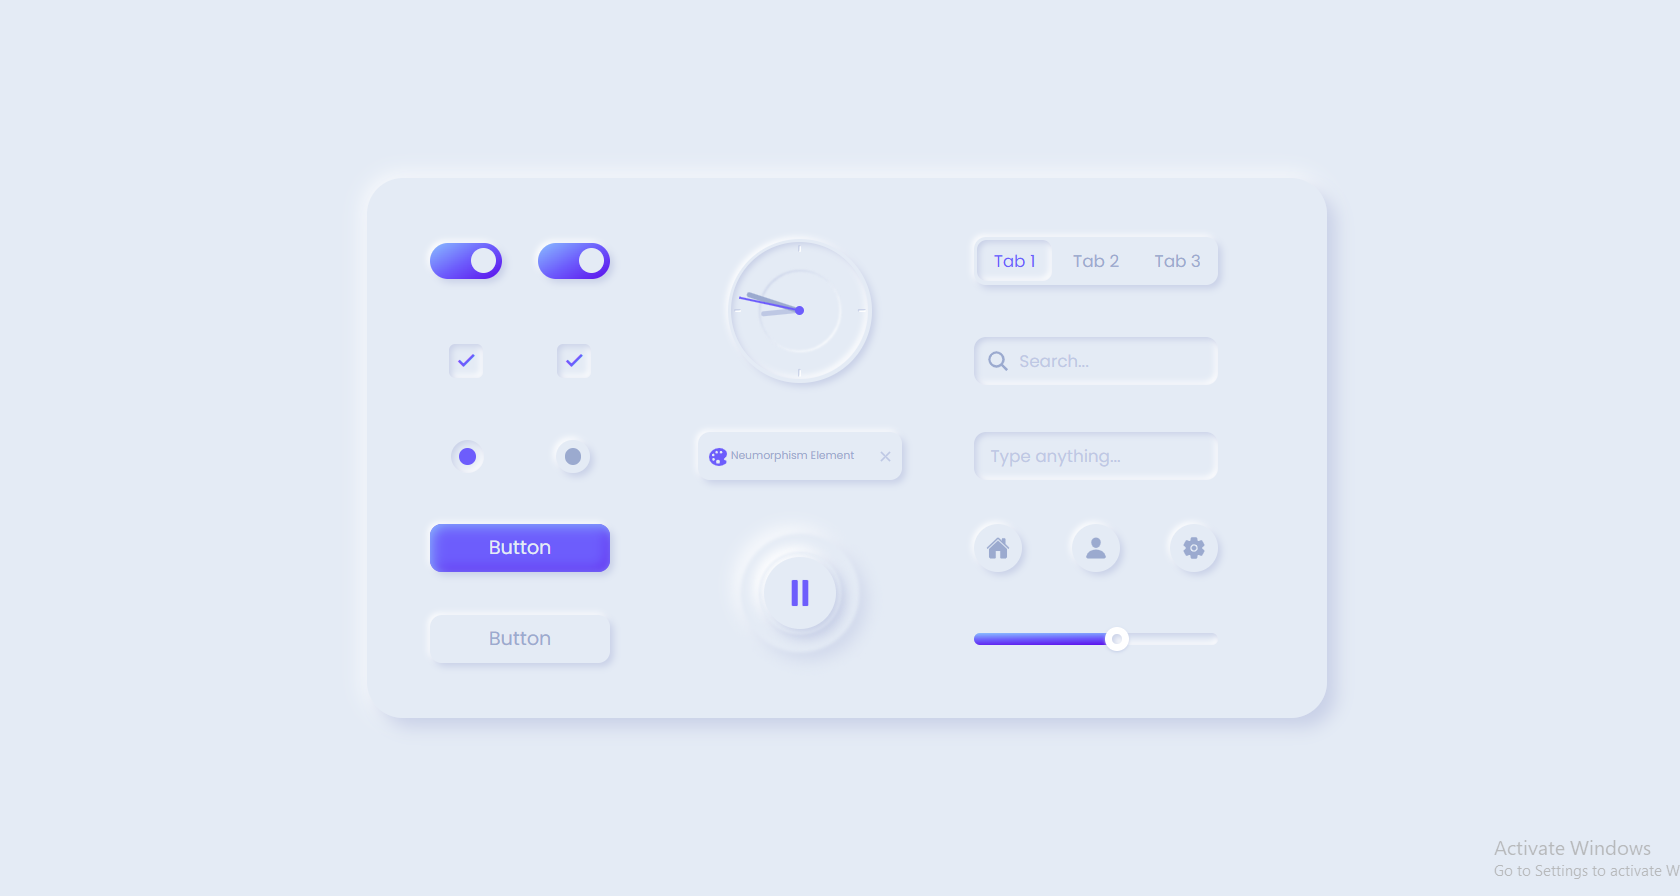 Tab 1
Tab 2
Tab 3
Search...
Neumorphism Element
Type anything...
Button
Button
Activate Windows
Go to Settings to activate W